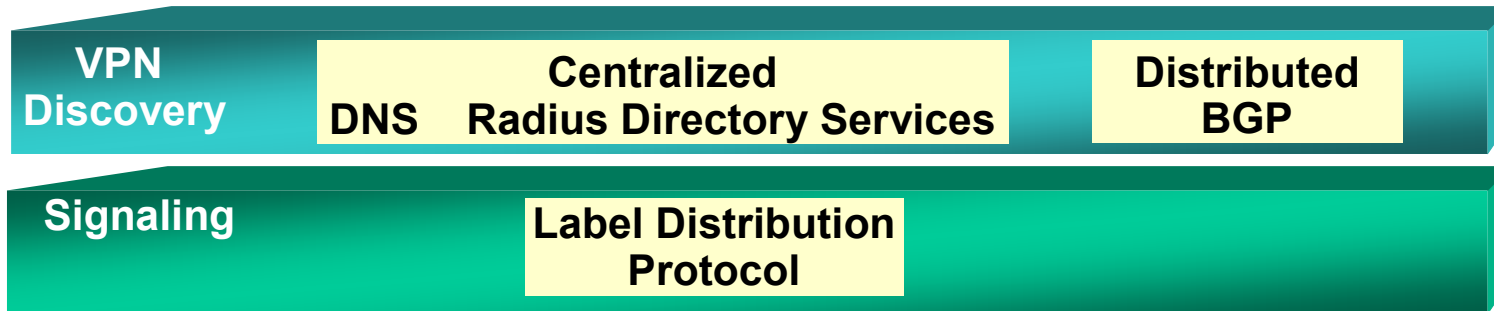 VPN
Discovery
Centralized
DNS Radius Directory Services
Distributed
BGP
Signaling
Label Distribution
Protocol